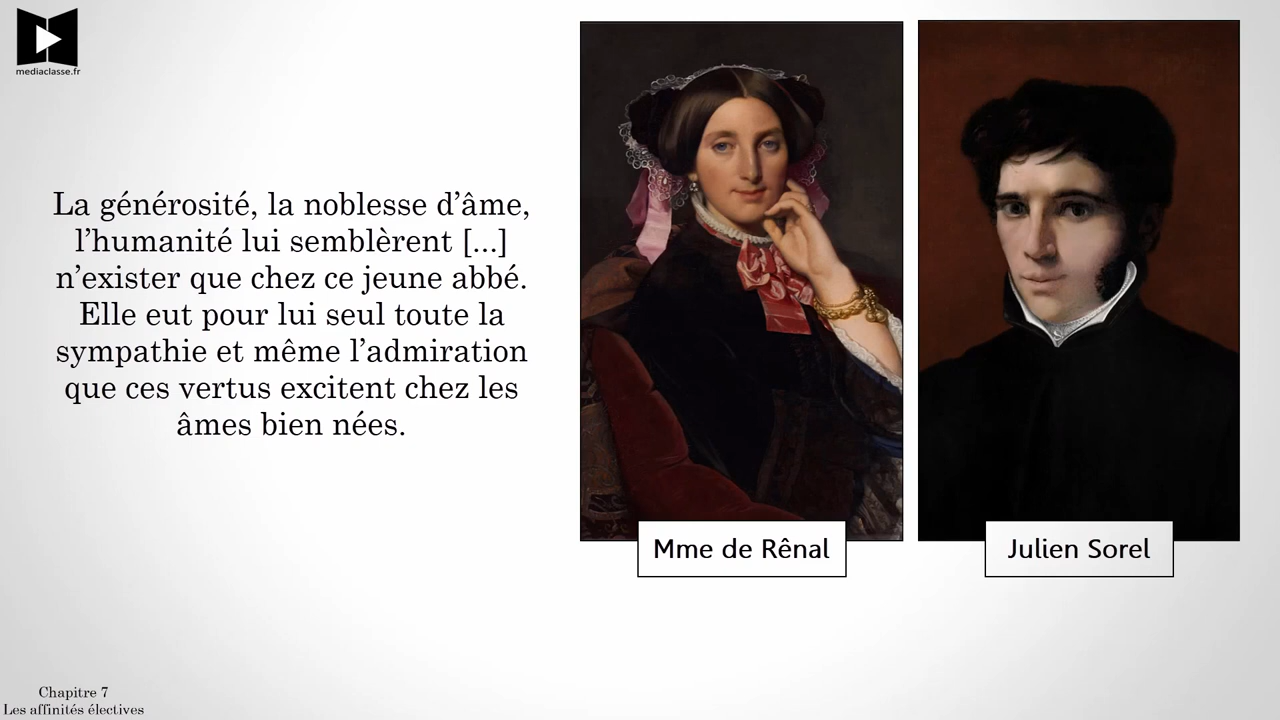 mediaclasse.fr
La générosité, la noblesse d’âme,
l’humanité lui semblèrent [...]
n’exister que chez ce jeune abbé.
Elle eut pour lui seul toute la
sympathie et même l’admiration
que ces vertus excitent chez les
âmes bien nées.
Mme de Rênal
Julien Sorel
Chapitre 7
Les affinités électives